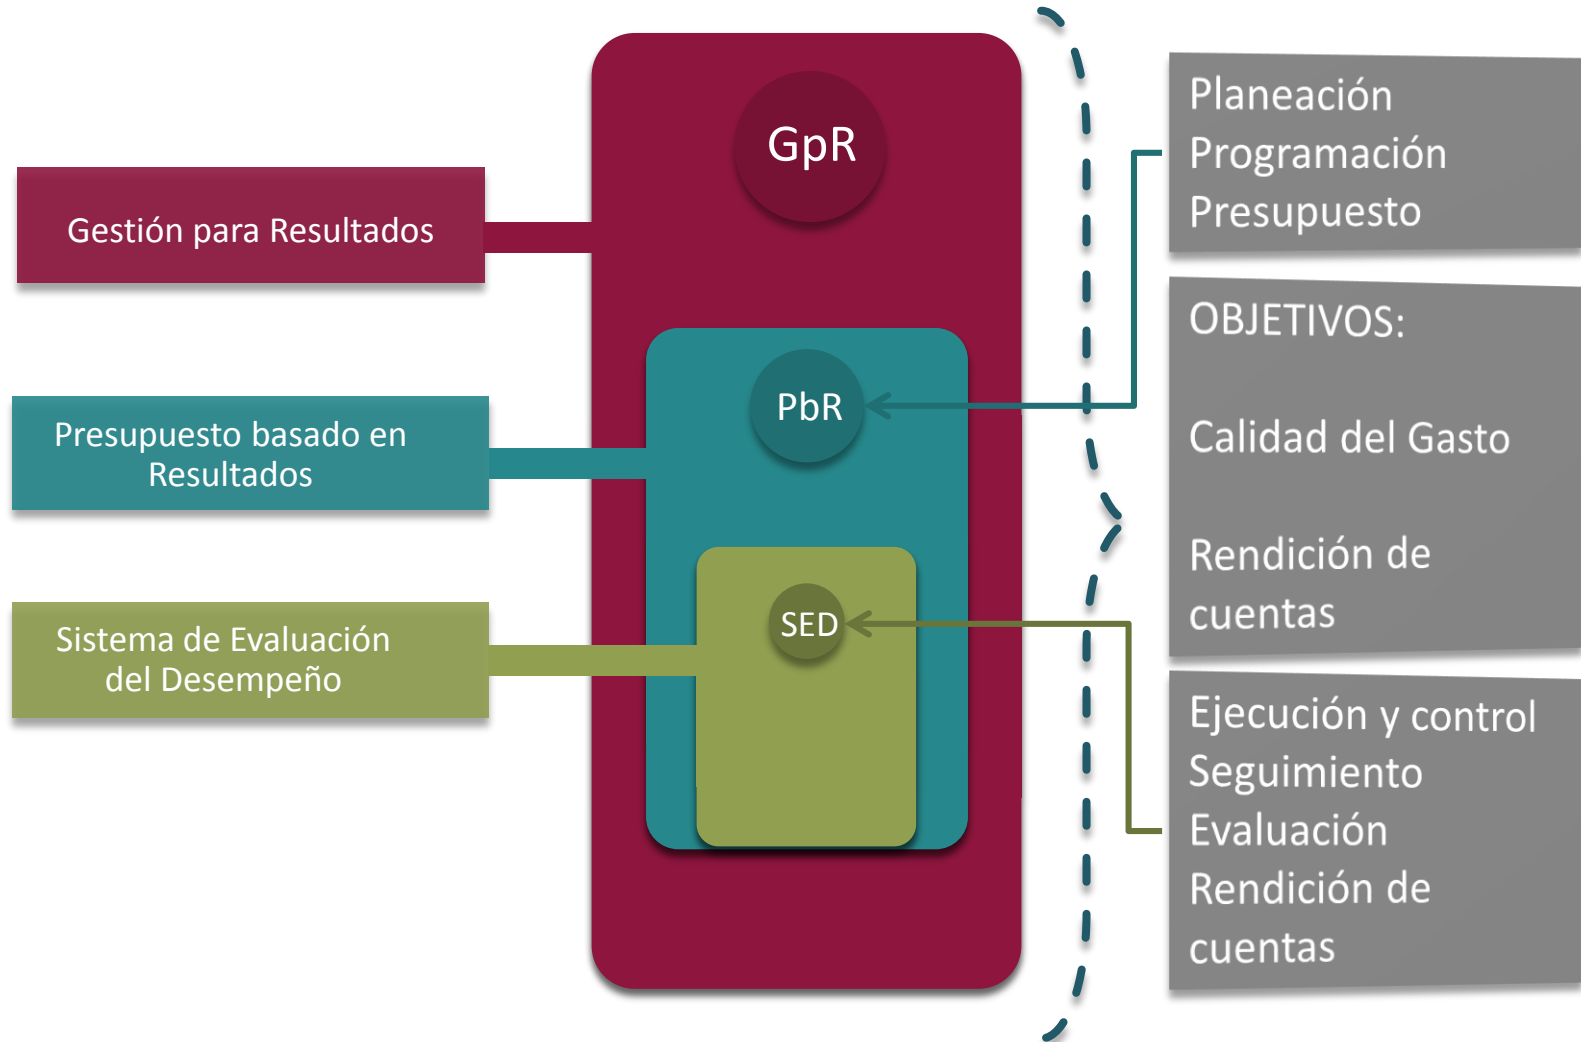 GpR
Gestión para Resultados
PbR
Presupuesto basado en
Resultados
SED
Sistema de Evaluación
del Desempeño
Planeación
Programación
Presupuesto
OBJETIVOS:
Calidad del Gasto
Rendición de
cuentas
Ejecución y control
Seguimiento
Evaluación
Rendición de
cuentas